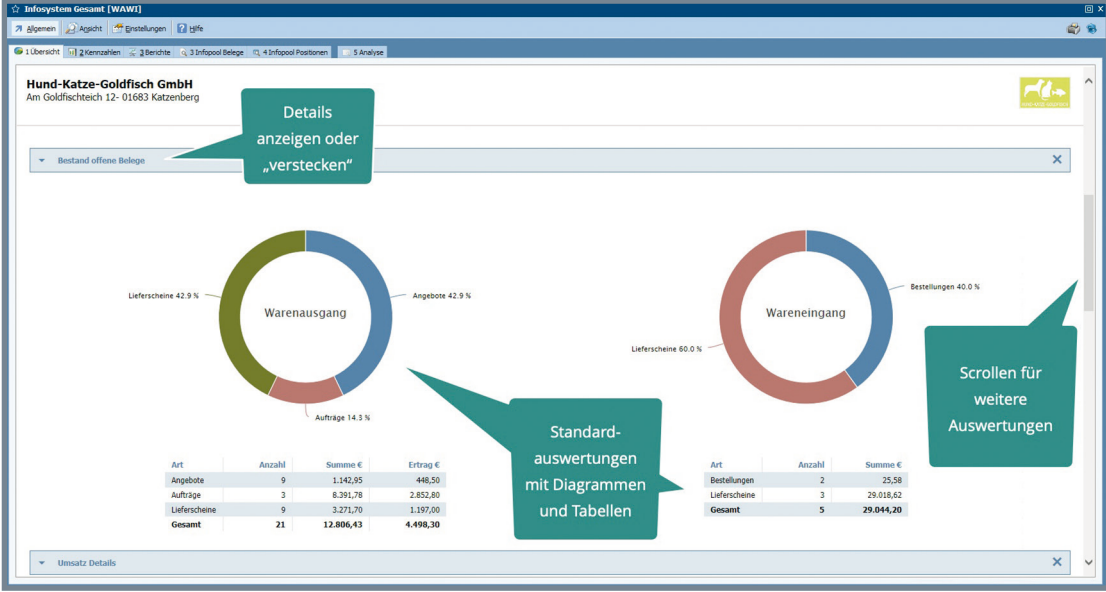 Infosystem Gesamt [WAWI]
Allgemein Ansicht Einstellungen Hilfe
1 Übersicht 2 Kennzahlen 3 Berichte 3 Infopool Belege 4 Infopool Positionen 5 Analyse
Hund-Katze-Goldfisch GmbH
Am Goldfischteich 12- 01683 Katzenberg
Details
anzeigen oder
„verstecken“
Bestand offene Belege
Lieferscheine 42.9 %
Warenausgang
Angebote 42.9 %
Aufträge 14.3 %
Bestellungen 40.0 %
Wareneingang
Lieferscheine 60.0 %
Scrollen für
weitere
Auswertungen
Standard-
auswertungen
mit Diagrammen
und Tabellen
Art Anzahl Summe € Ertrag €
Angebote 9 1.142,95 448,50
Aufträge 3 8.391,78 2.852,80
Lieferscheine 9 3.271,70 1.197,00
Gesamt 21 12.806,43 4.498,30
Art Anzahl Summe €
Bestellungen 2 25,58
Lieferscheine 3 29.018,62
Gesamt 5 29.044,20
Umsatz Details